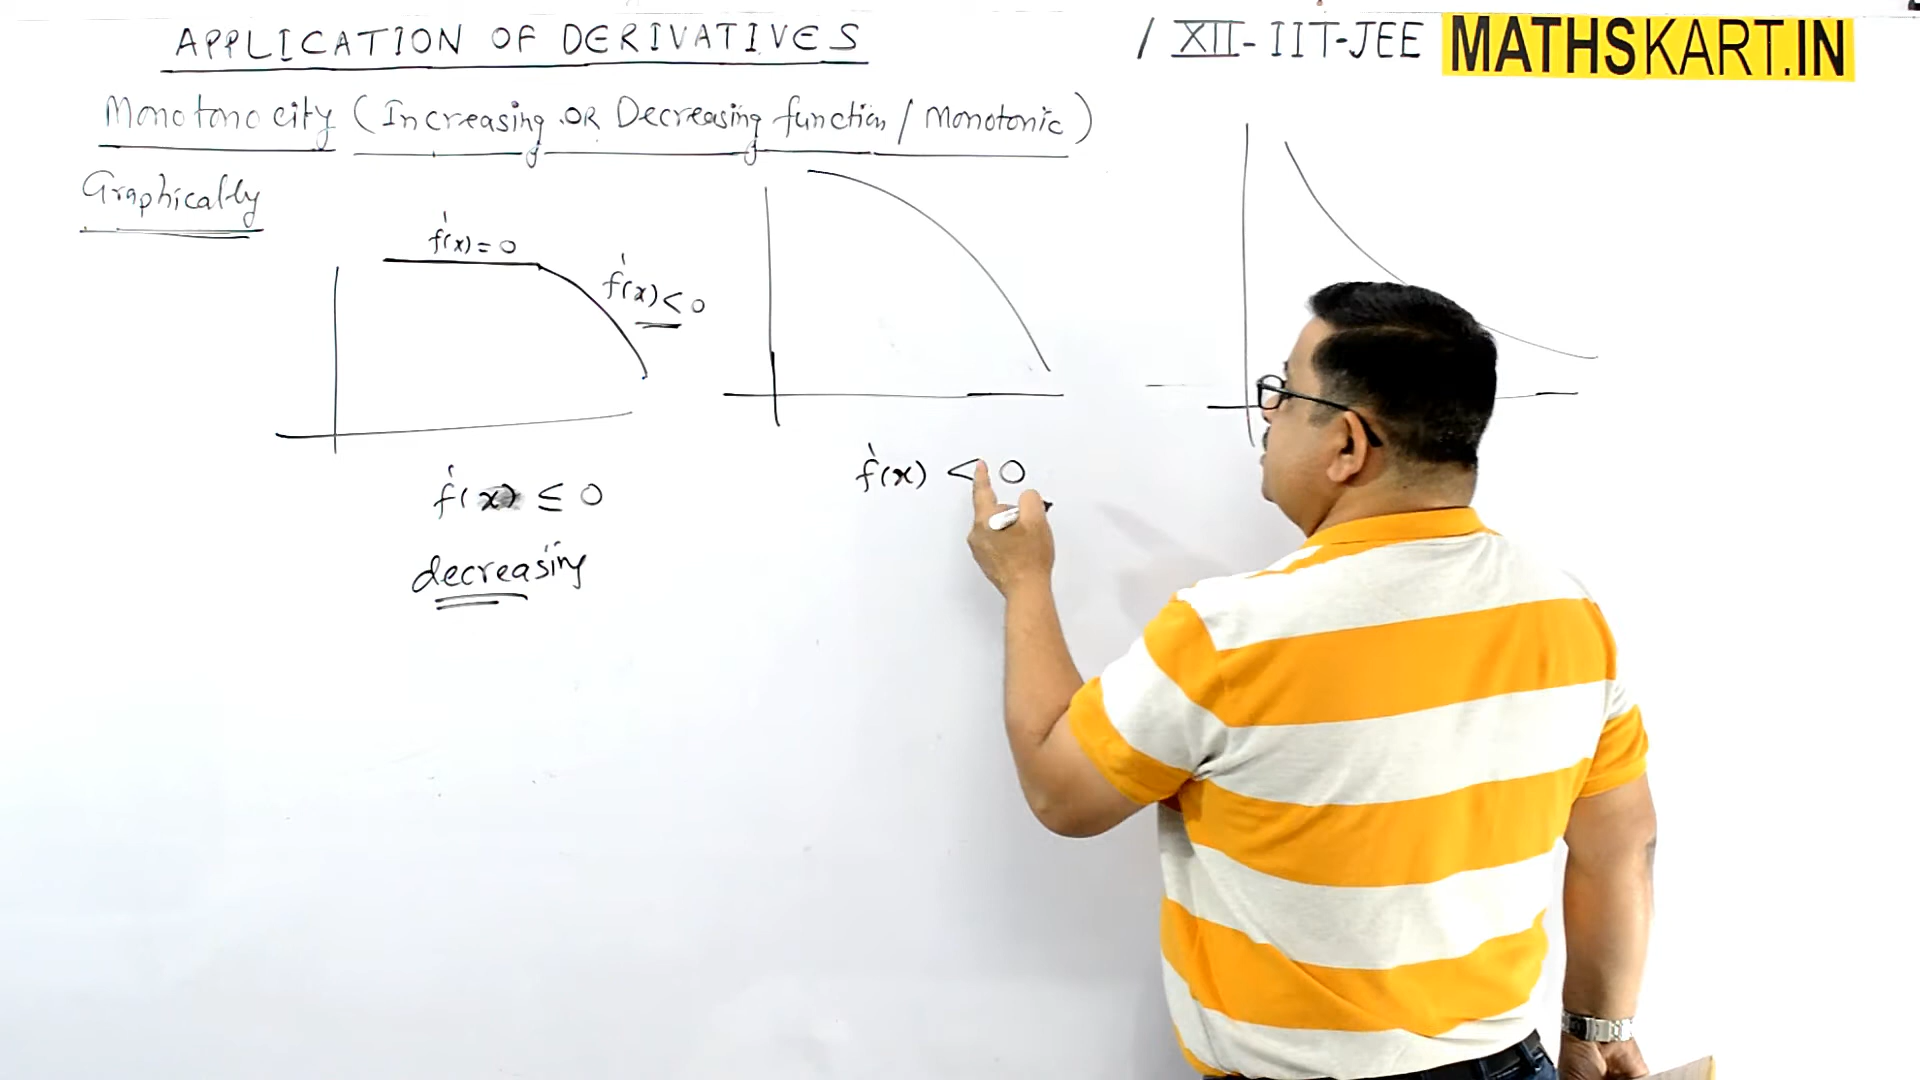 APPLICATION OF DERIVATIVES / XII - IIT-JEE MATHSKART.IN
Monotonocity (Increasing OR Decreasing function / Monotonic)
Graphically
f'(x) = 0
f'(x) < 0
f'(x) ≤ 0
decreasing
f'(x) < 0